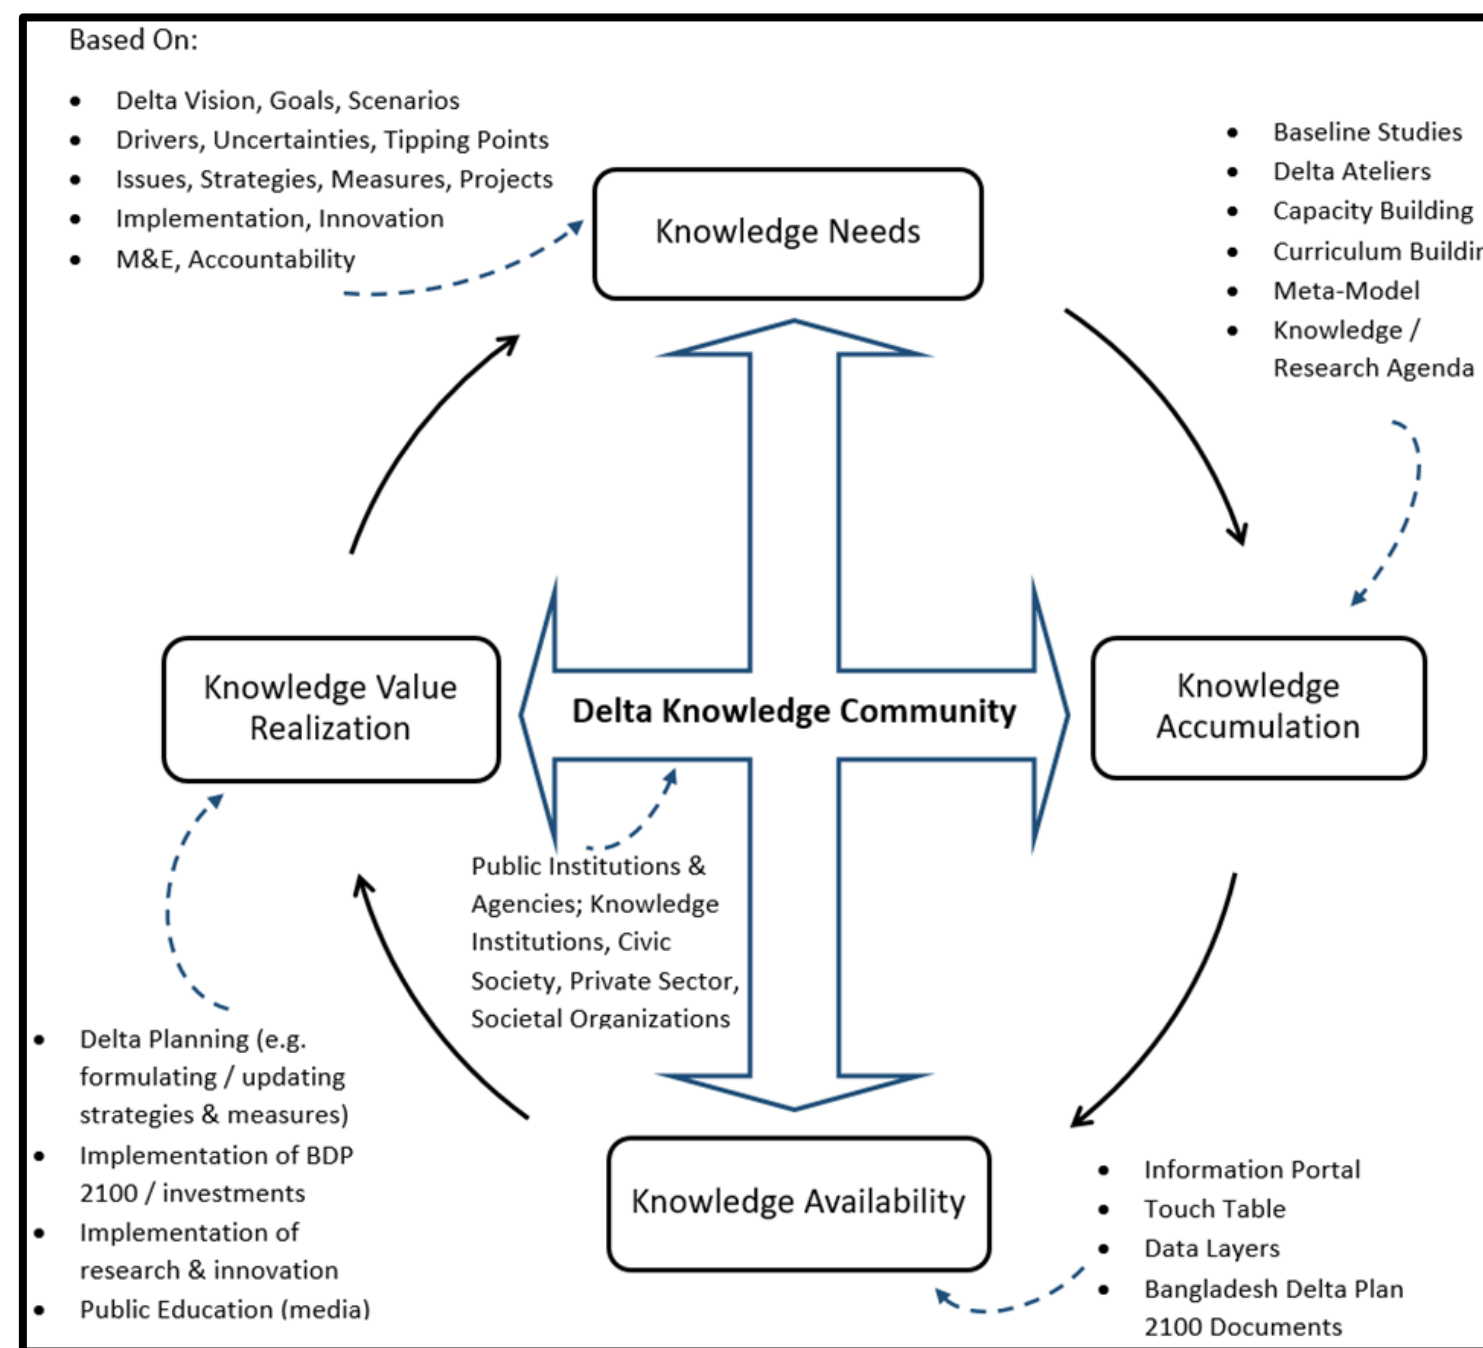 Based On:
• Delta Vision, Goals, Scenarios
• Drivers, Uncertainties, Tipping Points
• Issues, Strategies, Measures, Projects
• Implementation, Innovation
• M&E, Accountability
Knowledge Needs
• Baseline Studies
• Delta Ateliers
• Capacity Building
• Curriculum Buildin
• Meta-Model
• Knowledge /
Research Agenda
Knowledge Value
Realization
Delta Knowledge Community
Knowledge
Accumulation
Public Institutions &
Agencies; Knowledge
Institutions, Civic
Society, Private Sector,
Societal Organizations
• Delta Planning (e.g.
formulating / updating
strategies & measures)
• Implementation of BDP
2100 / investments
• Implementation of
research & innovation
• Public Education (media)
Knowledge Availability
• Information Portal
• Touch Table
• Data Layers
• Bangladesh Delta Plan
2100 Documents